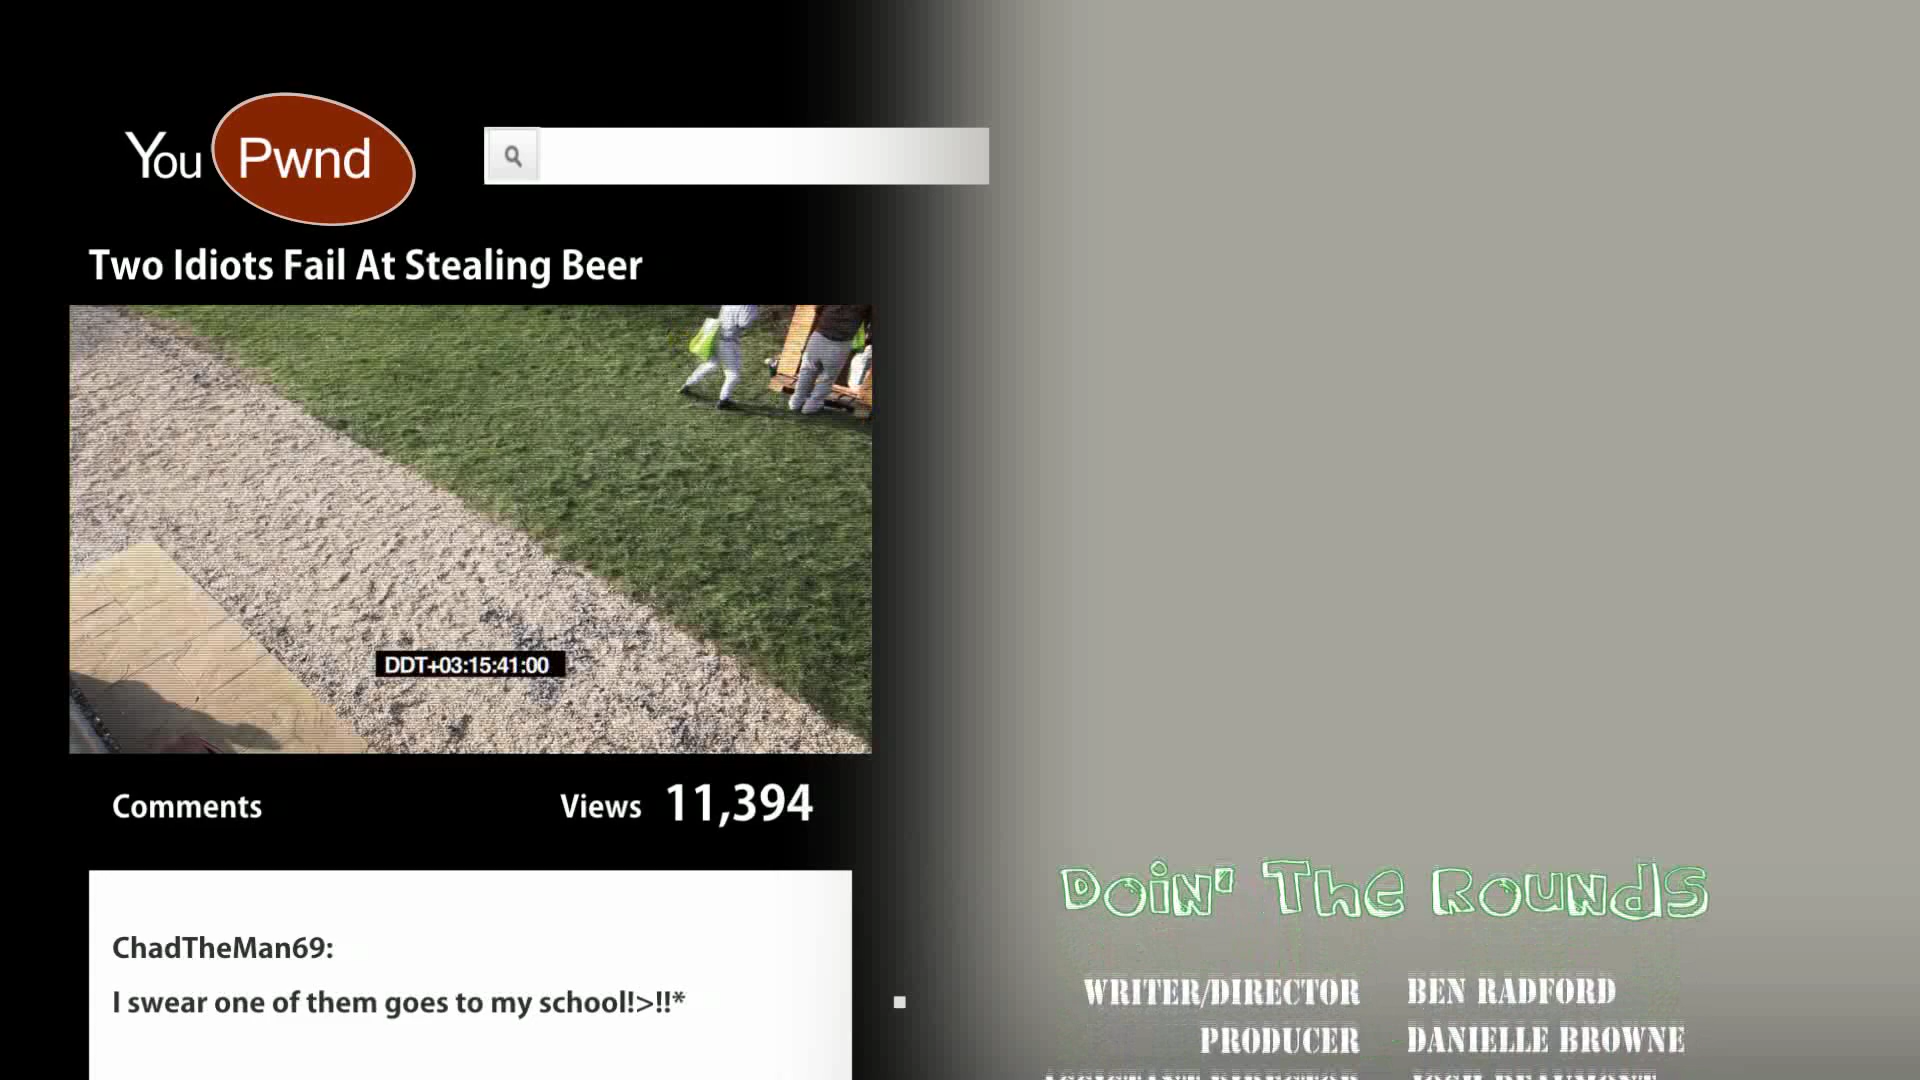 You Pwnd
Two Idiots Fail At Stealing Beer
DDT+03:15:41:00
Comments
Views 11,394
ChadTheMan69:
I swear one of them goes to my school!>!!*
Doin' The Rounds
WRITER/DIRECTOR BEN RADFORD
PRODUCER DANIELLE BROWNE